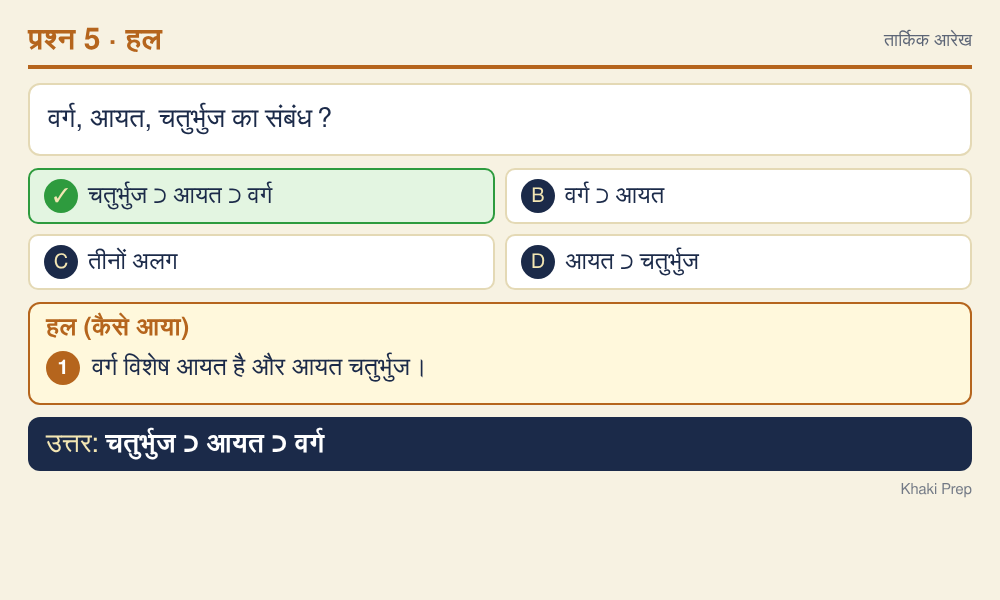 प्रश्न 5 · हल
तार्किक आरेख
वर्ग, आयत, चतुर्भुज का संबंध ?
✓ चतुर्भुज ⊃ आयत ⊃ वर्ग
B वर्ग ⊃ आयत
C तीनों अलग
D आयत ⊃ चतुर्भुज
हल (कैसे आया)
1 वर्ग विशेष आयत है और आयत चतुर्भुज।
उत्तर: चतुर्भुज ⊃ आयत ⊃ वर्ग
Khaki Prep